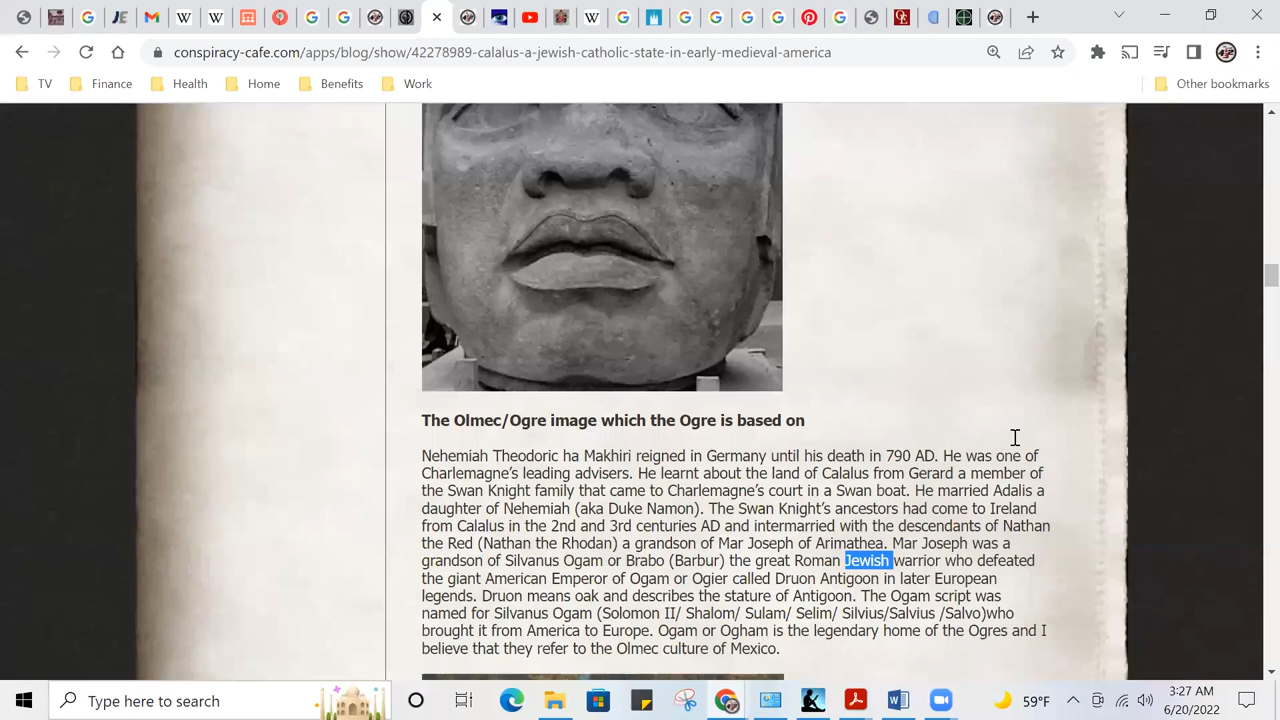 conspiracy-cafe.com/apps/blog/show/42278989-calalus-a-jewish-catholic-state-in-early-medieval-america
TV Finance Health Home Benefits Work Other bookmarks
The Olmec/Ogre image which the Ogre is based on
Nehemiah Theodoric ha Makhiri reigned in Germany until his death in 790 AD. He was one of
Charlemagne's leading advisers. He learnt about the land of Calalus from Gerard a member of
the Swan Knight family that came to Charlemagne's court in a Swan boat. He married Adalis a
daughter of Nehemiah (aka Duke Namon). The Swan Knight's ancestors had come to Ireland
from Calalus in the 2nd and 3rd centuries AD and intermarried with the descendants of Nathan
the Red (Nathan the Rhodan) a grandson of Mar Joseph of Arimathea. Mar Joseph was a
grandson of Silvanus Ogam or Brabo (Barbur) the great Roman Jewish warrior who defeated
the giant American Emperor of Ogam or Ogier called Druon Antigoon in later European
legends. Druon means oak and describes the stature of Antigoon. The Ogam script was
named for Silvanus Ogam (Solomon II/ Shalom/ Sulam/ Selim/ Silvius/Salvius /Salvo)who
brought it from America to Europe. Ogam or Ogham is the legendary home of the Ogres and I
believe that they refer to the Olmec culture of Mexico.
Type here to search
59°F
3:27 AM
6/20/2022